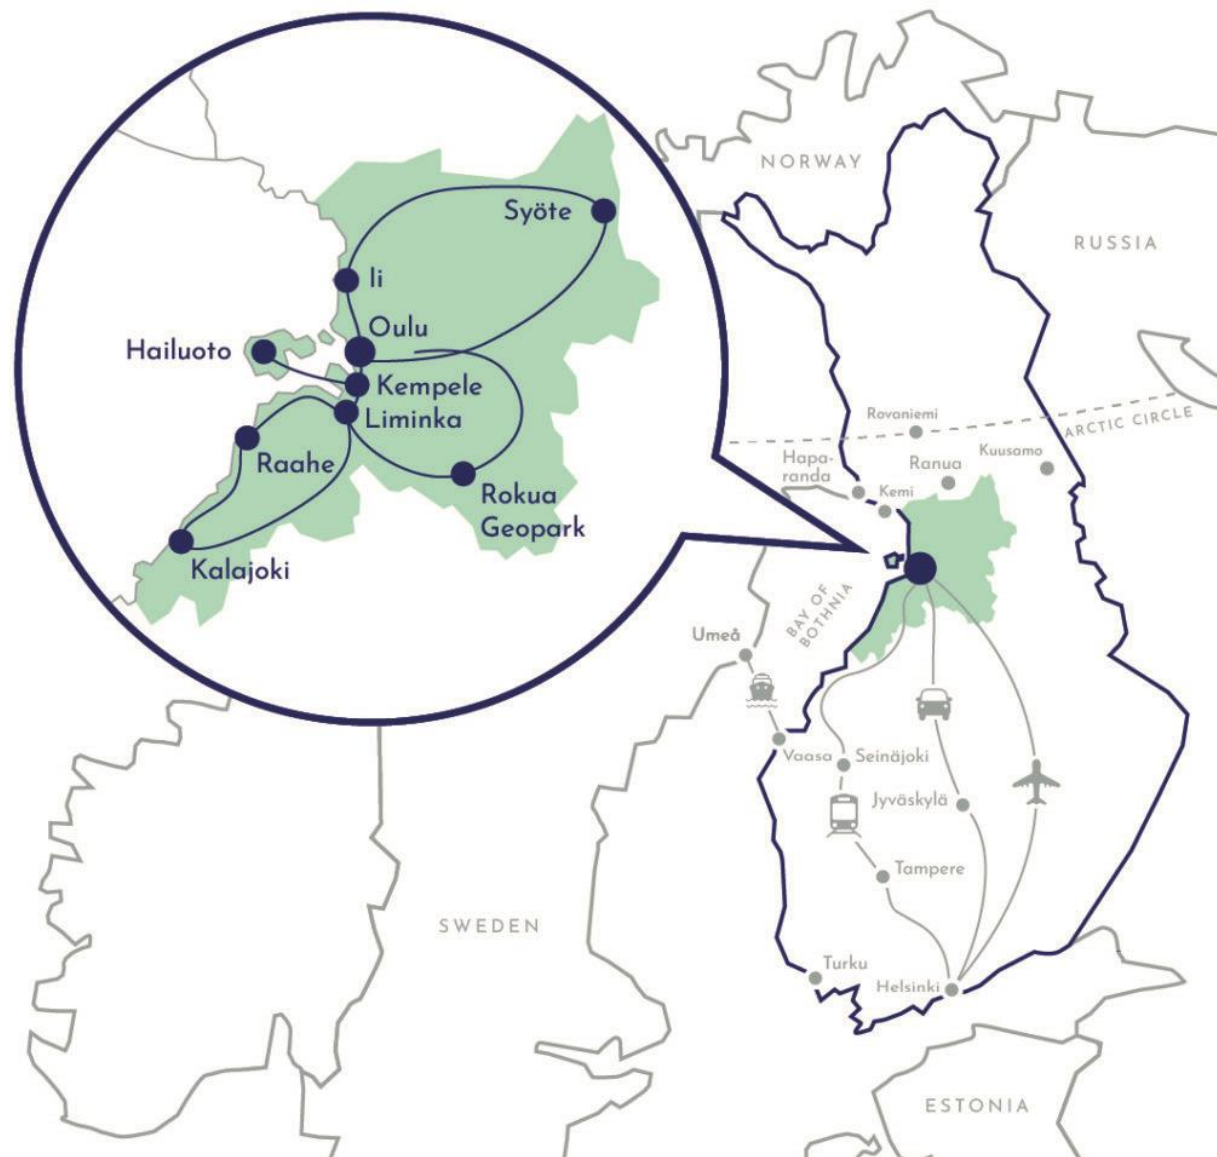 NORWAY
RUSSIA
Syöte
Ii
Oulu
Hailuoto
Kempele
Liminka
Raahe
Rokua
Geopark
Kalajoki
Rovaniemi
ARCTIC CIRCLE
Hapa-
randa
Ranua
Kuusamo
Kemi
BAY OF
BOTHNIA
Umeå
Vaasa
Seinäjoki
Jyväskylä
Tampere
SWEDEN
Turku
Helsinki
ESTONIA